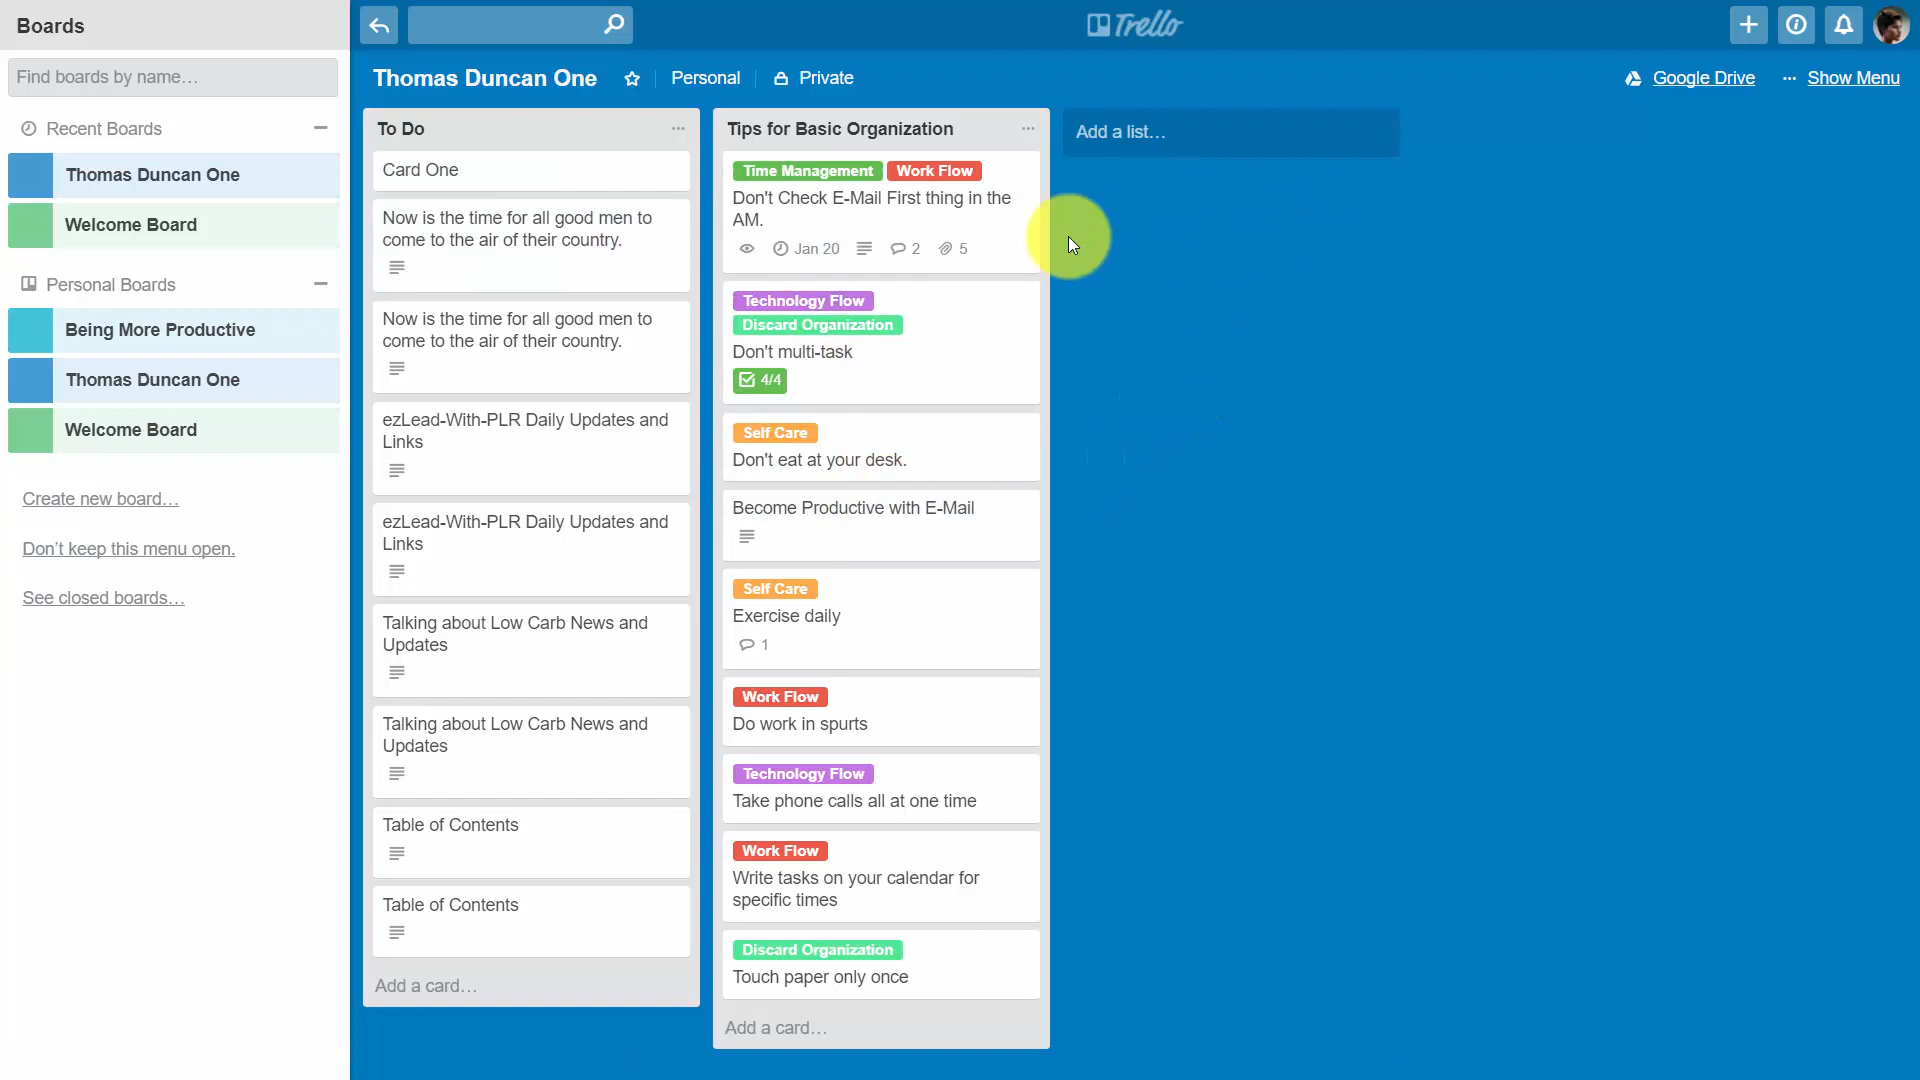 Boards
Find boards by name…
Recent Boards
Thomas Duncan One
Welcome Board
Personal Boards
Being More Productive
Thomas Duncan One
Welcome Board
Create new board…
Don’t keep this menu open.
See closed boards…
Trello
Thomas Duncan One
Personal
Private
Google Drive
Show Menu
To Do
Card One
Now is the time for all good men to
come to the air of their country.
Now is the time for all good men to
come to the air of their country.
ezLead-With-PLR Daily Updates and
Links
ezLead-With-PLR Daily Updates and
Links
Talking about Low Carb News and
Updates
Talking about Low Carb News and
Updates
Table of Contents
Table of Contents
Add a card…
Tips for Basic Organization
Time Management Work Flow
Don't Check E-Mail First thing in the
AM.
Jan 20 2 5
Technology Flow
Discard Organization
Don't multi-task
4/4
Self Care
Don't eat at your desk.
Become Productive with E-Mail
Self Care
Exercise daily
1
Work Flow
Do work in spurts
Technology Flow
Take phone calls all at one time
Work Flow
Write tasks on your calendar for
specific times
Discard Organization
Touch paper only once
Add a card…
Add a list…